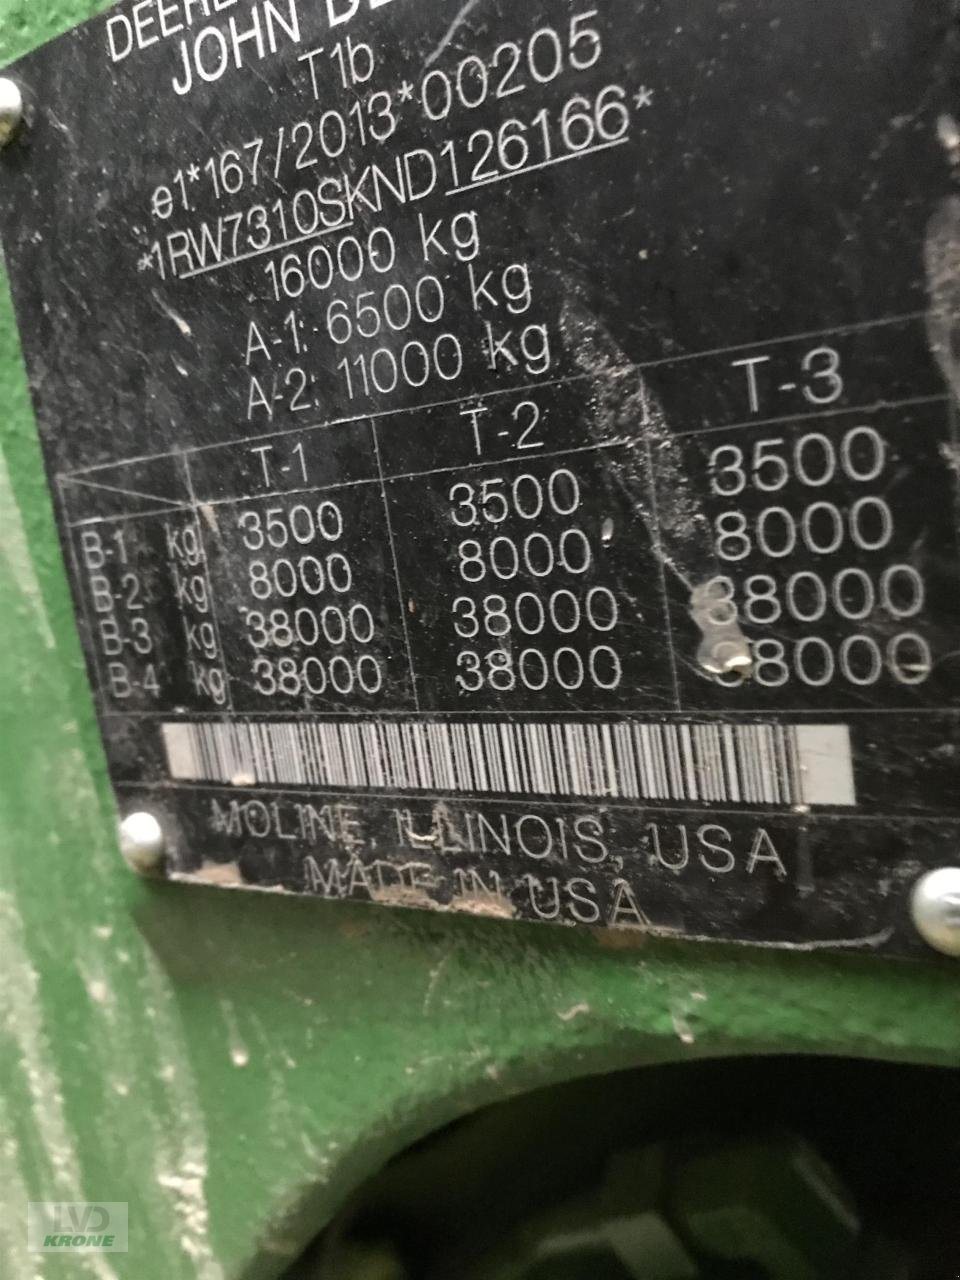 DEERE
JOHN DE
T1b
e1*167/2013*00205
*1RW7310SKND126166*
16000 kg
A-1: 6500 kg
A-2: 11000 kg
T-1 T-2 T-3
B-1 kg 3500 3500 3500
B-2 kg 8000 8000 8000
B-3 kg 38000 38000 38000
B-4 kg 38000 38000 38000
MOLINE, ILLINOIS, USA
MADE IN USA
LVD
KRONE